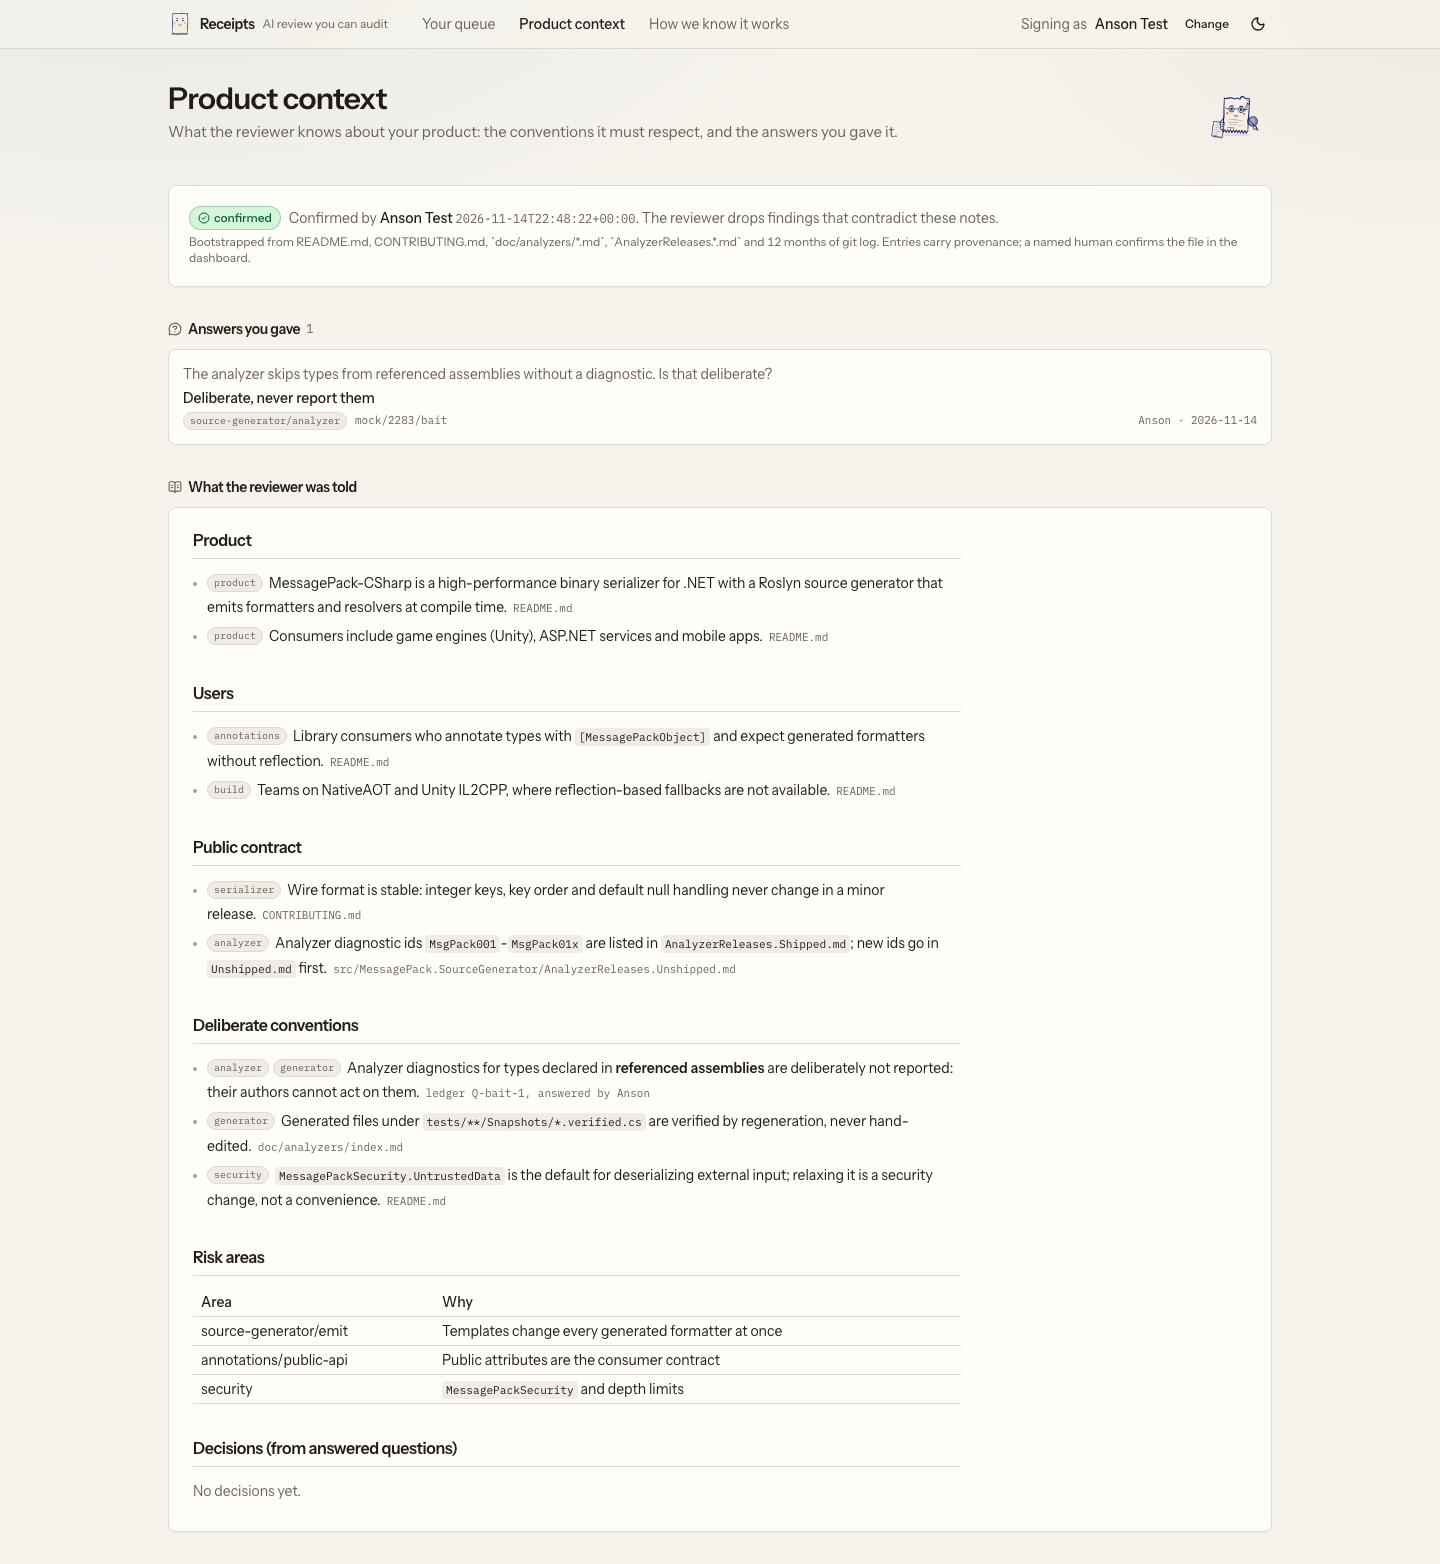 Receipts AI review you can audit Your queue Product context How we know it works Signing as Anson Test Change
Product context
What the reviewer knows about your product: the conventions it must respect, and the answers you gave it.
confirmed Confirmed by Anson Test 2026-11-14T22:48:22+00:00. The reviewer drops findings that contradict these notes.
Bootstrapped from README.md, CONTRIBUTING.md, `doc/analyzers/*.md`, `AnalyzerReleases.*.md` and 12 months of git log. Entries carry provenance; a named human confirms the file in the
dashboard.
Answers you gave 1
The analyzer skips types from referenced assemblies without a diagnostic. Is that deliberate?
Deliberate, never report them
source-generator/analyzer mock/2283/bait Anson · 2026-11-14
What the reviewer was told
Product
product MessagePack-CSharp is a high-performance binary serializer for .NET with a Roslyn source generator that
emits formatters and resolvers at compile time. README.md
product Consumers include game engines (Unity), ASP.NET services and mobile apps. README.md
Users
annotations Library consumers who annotate types with [MessagePackObject] and expect generated formatters
without reflection. README.md
build Teams on NativeAOT and Unity IL2CPP, where reflection-based fallbacks are not available. README.md
Public contract
serializer Wire format is stable: integer keys, key order and default null handling never change in a minor
release. CONTRIBUTING.md
analyzer Analyzer diagnostic ids MsgPack001-MsgPack01x are listed in AnalyzerReleases.Shipped.md; new ids go in
Unshipped.md first. src/MessagePack.SourceGenerator/AnalyzerReleases.Unshipped.md
Deliberate conventions
analyzer generator Analyzer diagnostics for types declared in referenced assemblies are deliberately not reported:
their authors cannot act on them. ledger Q-bait-1, answered by Anson
generator Generated files under tests/**/Snapshots/*.verified.cs are verified by regeneration, never hand-
edited. doc/analyzers/index.md
security MessagePackSecurity.UntrustedData is the default for deserializing external input; relaxing it is a security
change, not a convenience. README.md
Risk areas
Area Why
source-generator/emit Templates change every generated formatter at once
annotations/public-api Public attributes are the consumer contract
security MessagePackSecurity and depth limits
Decisions (from answered questions)
No decisions yet.